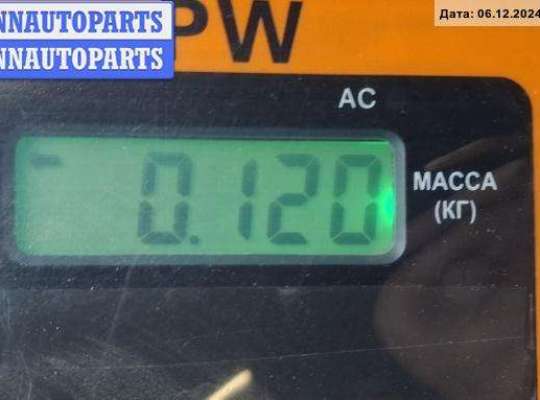 NNAUTOPARTS
NNAUTOPARTS
Дата: 06.12.2024
PW
AC
- 0.120
МАССА
(КГ)